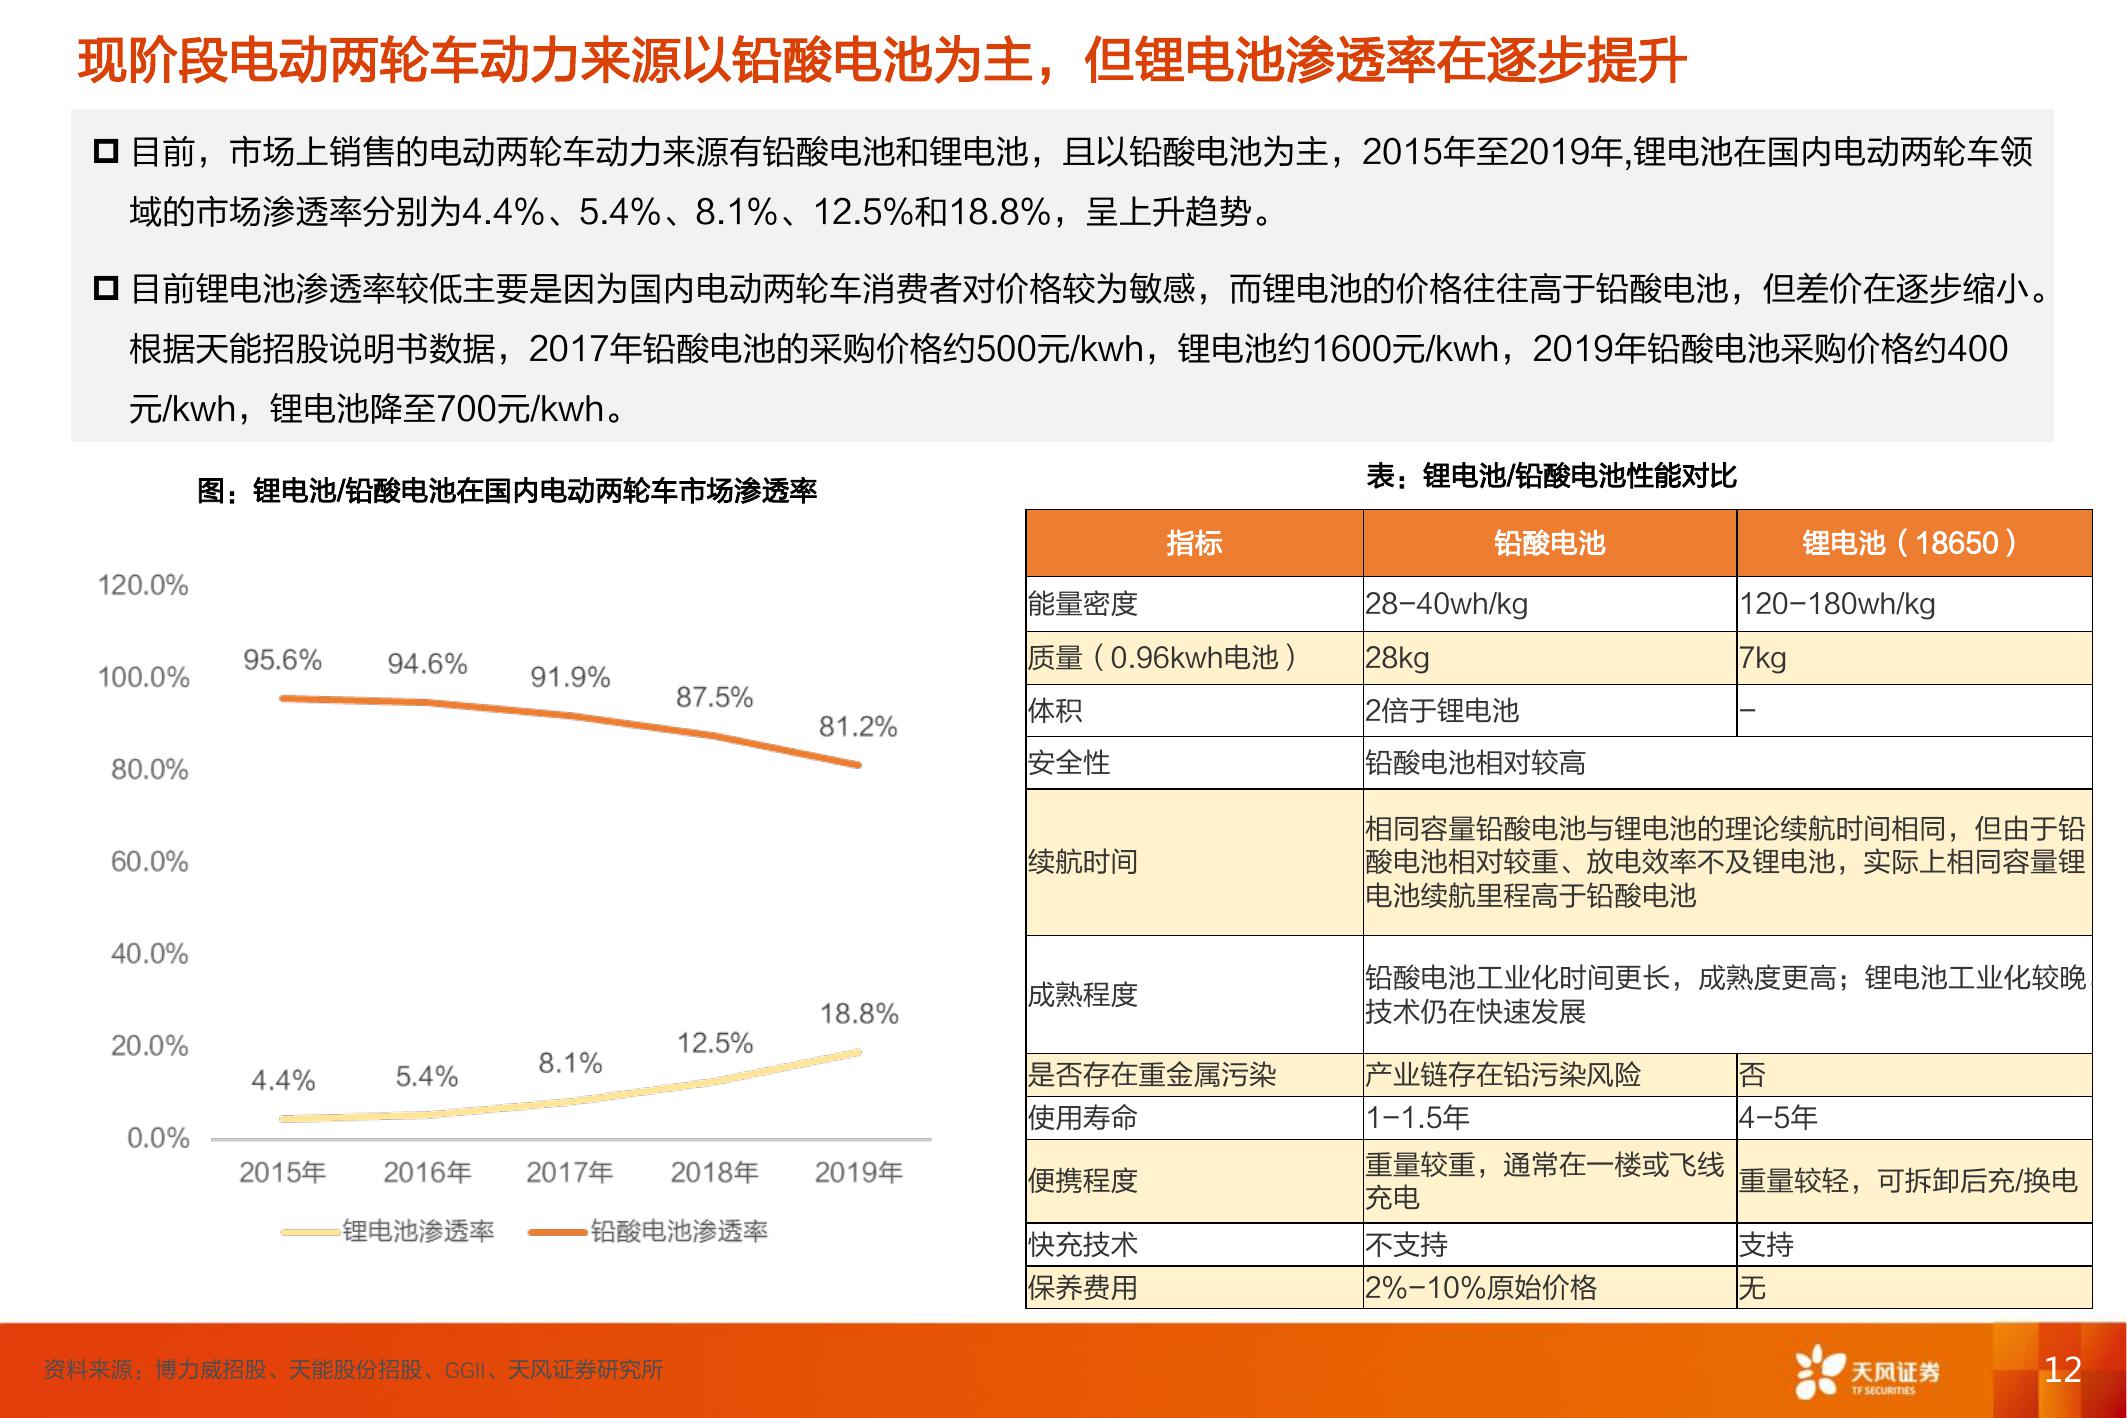 现阶段电动两轮车动力来源以铅酸电池为主，但锂电池渗透率在逐步提升
目前，市场上销售的电动两轮车动力来源有铅酸电池和锂电池，且以铅酸电池为主，2015年至2019年,锂电池在国内电动两轮车领
域的市场渗透率分别为4.4%、5.4%、8.1%、12.5%和18.8%，呈上升趋势。
目前锂电池渗透率较低主要是因为国内电动两轮车消费者对价格较为敏感，而锂电池的价格往往高于铅酸电池，但差价在逐步缩小。
根据天能招股说明书数据，2017年铅酸电池的采购价格约500元/kwh，锂电池约1600元/kwh，2019年铅酸电池采购价格约400
元/kwh，锂电池降至700元/kwh。
图：锂电池/铅酸电池在国内电动两轮车市场渗透率
120.0%
100.0%
80.0%
60.0%
40.0%
20.0%
0.0%
95.6%
94.6%
91.9%
87.5%
81.2%
4.4%
5.4%
8.1%
12.5%
18.8%
2015年
2016年
2017年
2018年
2019年
锂电池渗透率
铅酸电池渗透率
表：锂电池/铅酸电池性能对比
指标
铅酸电池
锂电池（18650）
能量密度
28-40wh/kg
120-180wh/kg
质量（0.96kwh电池）
28kg
7kg
体积
2倍于锂电池
-
安全性
铅酸电池相对较高
续航时间
相同容量铅酸电池与锂电池的理论续航时间相同，但由于铅
酸电池相对较重、放电效率不及锂电池，实际上相同容量锂
电池续航里程高于铅酸电池
成熟程度
铅酸电池工业化时间更长，成熟度更高；锂电池工业化较晚，
技术仍在快速发展
是否存在重金属污染
产业链存在铅污染风险
否
使用寿命
1-1.5年
4-5年
便携程度
重量较重，通常在一楼或飞线
充电
重量较轻，可拆卸后充/换电
快充技术
不支持
支持
保养费用
2%-10%原始价格
无
资料来源：博力威招股、天能股份招股、GGII、天风证券研究所
天风证券
TF SECURITIES
12